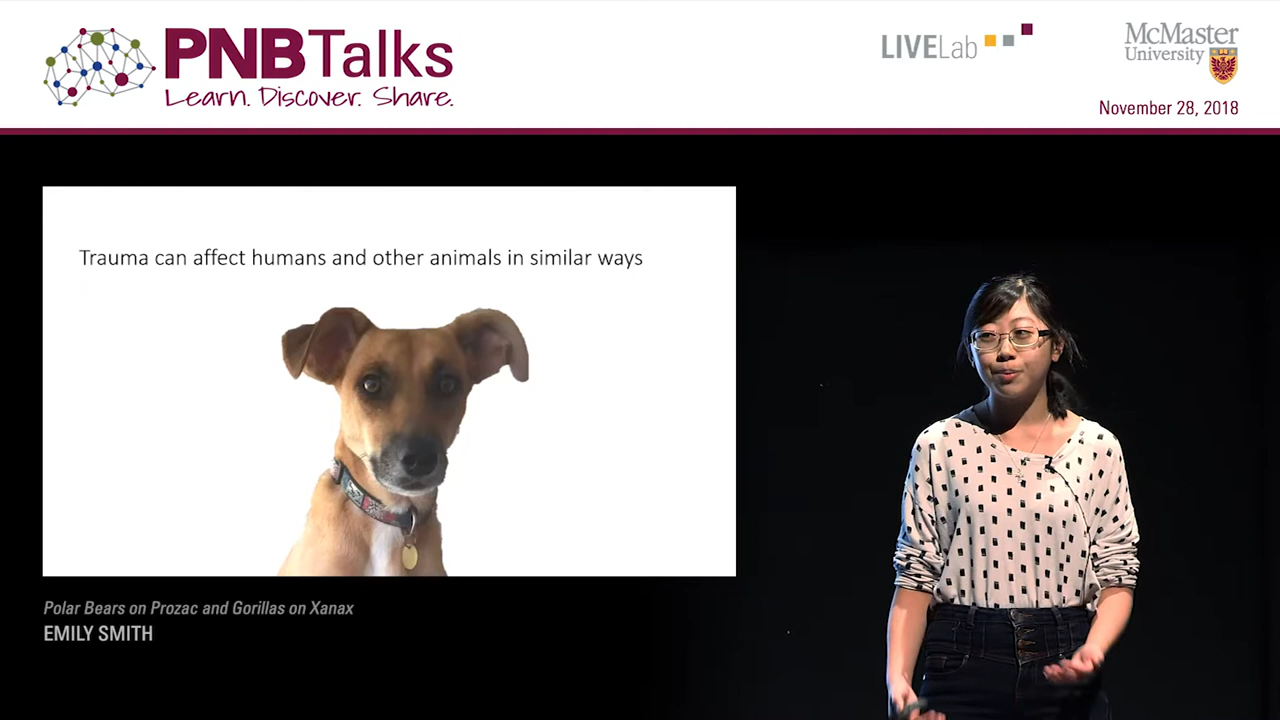 PNBTalks
Learn. Discover. Share.
LIVELab
McMaster
University
November 28, 2018
Trauma can affect humans and other animals in similar ways
Polar Bears on Prozac and Gorillas on Xanax
EMILY SMITH